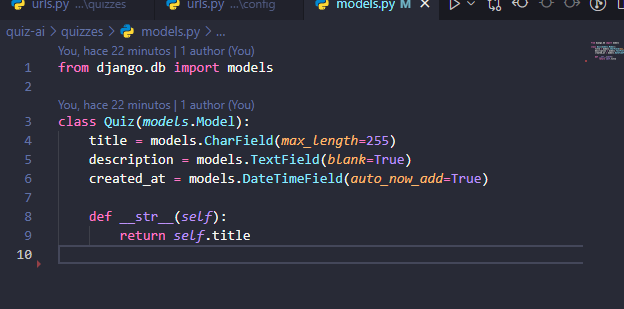 urls.py ...\quizzes urls.py ...\config models.py M
quiz-ai > quizzes > models.py > ...
You, hace 22 minutos | 1 author (You)
1 from django.db import models
2
You, hace 22 minutos | 1 author (You)
3 class Quiz(models.Model):
4 title = models.CharField(max_length=255)
5 description = models.TextField(blank=True)
6 created_at = models.DateTimeField(auto_now_add=True)
7
8 def __str__(self):
9 return self.title
10